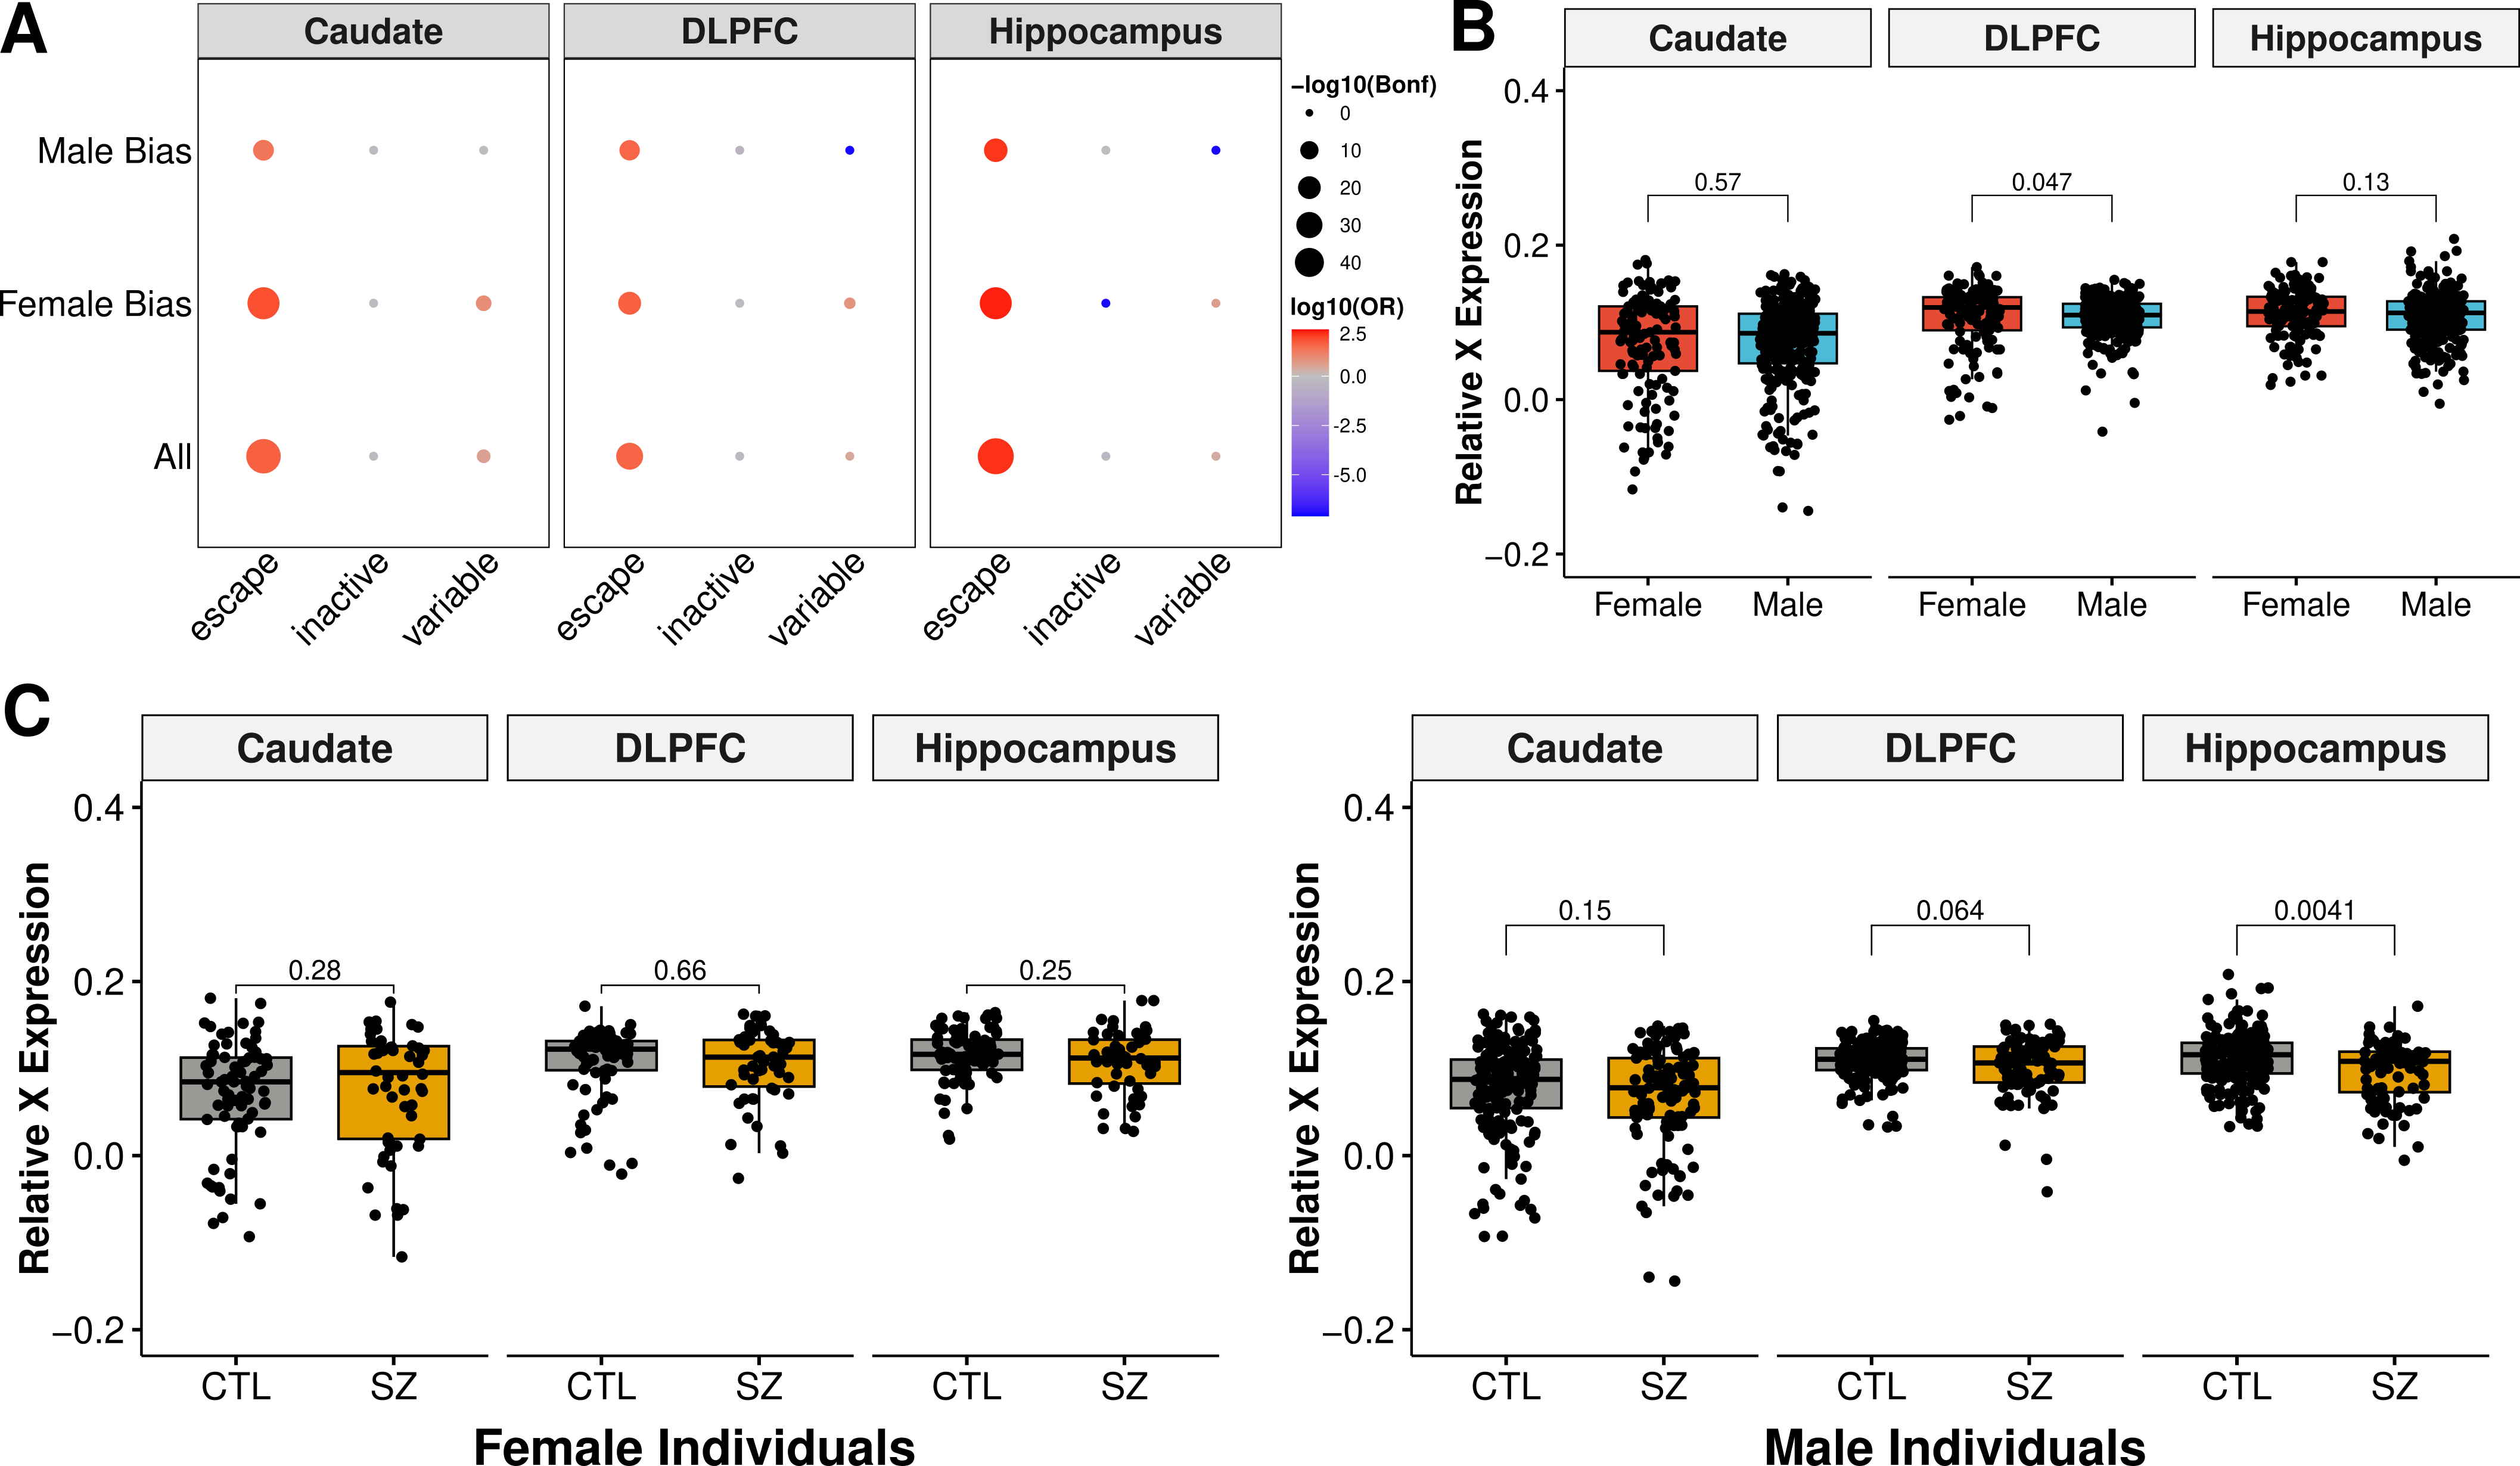 A
Caudate
DLPFC
Hippocampus
Male Bias
Female Bias
All
escape
inactive
variable
escape
inactive
variable
escape
inactive
variable
−log10(Bonf)
0
10
20
30
40
log10(OR)
2.5
0.0
-2.5
-5.0
B
Caudate
DLPFC
Hippocampus
Relative X Expression
0.4
0.2
0.0
−0.2
0.57
0.047
0.13
Female
Male
Female
Male
Female
Male
C
Caudate
DLPFC
Hippocampus
Relative X Expression
0.4
0.2
0.0
−0.2
0.28
0.66
0.25
CTL
SZ
CTL
SZ
CTL
SZ
Female Individuals
Caudate
DLPFC
Hippocampus
Relative X Expression
0.4
0.2
0.0
−0.2
0.15
0.064
0.0041
CTL
SZ
CTL
SZ
CTL
SZ
Male Individuals